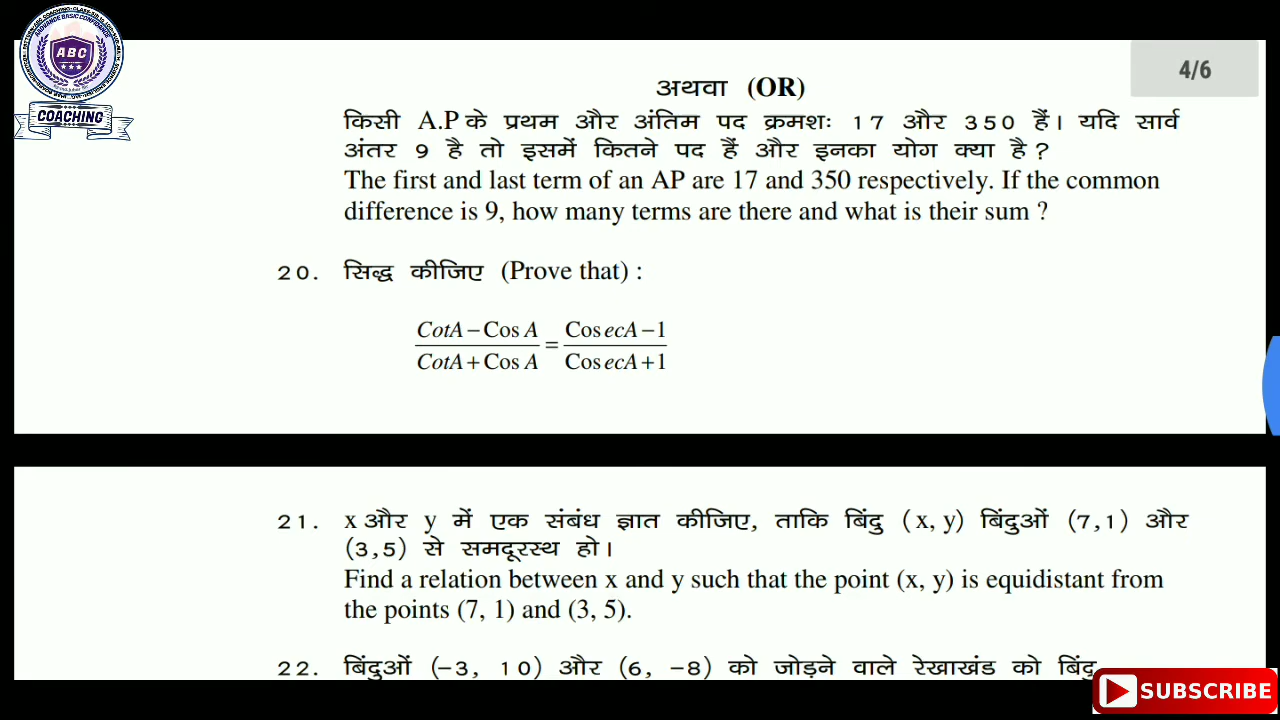 ABC
COACHING
4/6
अथवा (OR)
किसी A.P के प्रथम और अंतिम पद क्रमशः 17 और 350 हैं। यदि सार्व
अंतर 9 है तो इसमें कितने पद हैं और इनका योग क्या है ?
The first and last term of an AP are 17 and 350 respectively. If the common
difference is 9, how many terms are there and what is their sum ?
20. सिद्ध कीजिए (Prove that) :
CotA − Cos A / CotA + Cos A = Cos ecA − 1 / Cos ecA + 1
21. x और y में एक संबंध ज्ञात कीजिए, ताकि बिंदु (x, y) बिंदुओं (7,1) और
(3,5) से समदूरस्थ हो।
Find a relation between x and y such that the point (x, y) is equidistant from
the points (7, 1) and (3, 5).
22. बिंदुओं (−3, 10) और (6, −8) को जोड़ने वाले रेखाखंड को बिंदु
SUBSCRIBE